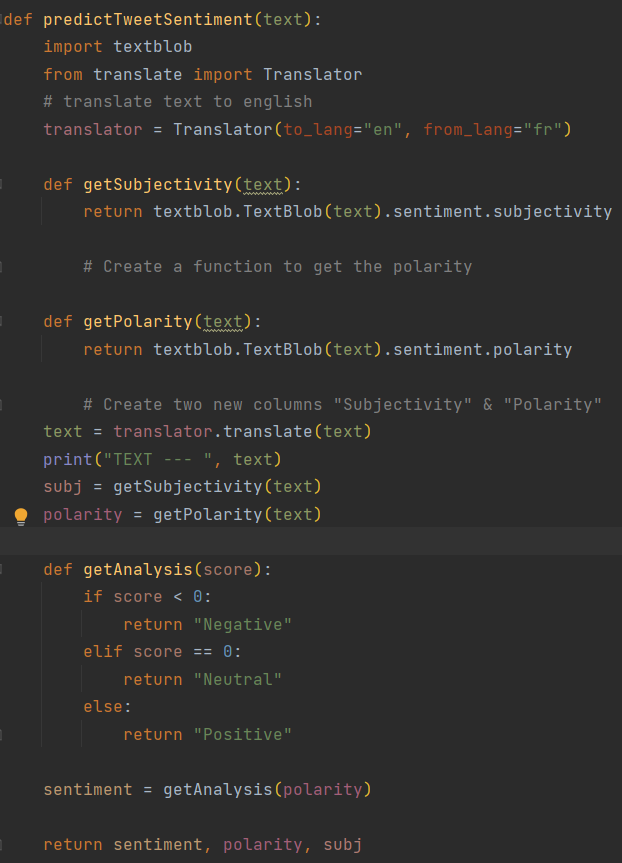 def predictTweetSentiment(text):
    import textblob
    from translate import Translator
    # translate text to english
    translator = Translator(to_lang="en", from_lang="fr")

    def getSubjectivity(text):
        return textblob.TextBlob(text).sentiment.subjectivity

        # Create a function to get the polarity

    def getPolarity(text):
        return textblob.TextBlob(text).sentiment.polarity

        # Create two new columns "Subjectivity" & "Polarity"
    text = translator.translate(text)
    print("TEXT --- ", text)
    subj = getSubjectivity(text)
    polarity = getPolarity(text)

    def getAnalysis(score):
        if score < 0:
            return "Negative"
        elif score == 0:
            return "Neutral"
        else:
            return "Positive"

    sentiment = getAnalysis(polarity)

    return sentiment, polarity, subj